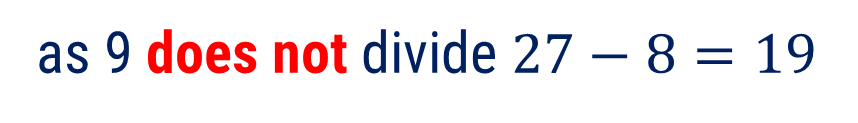 as 9 does not divide 27 − 8 = 19